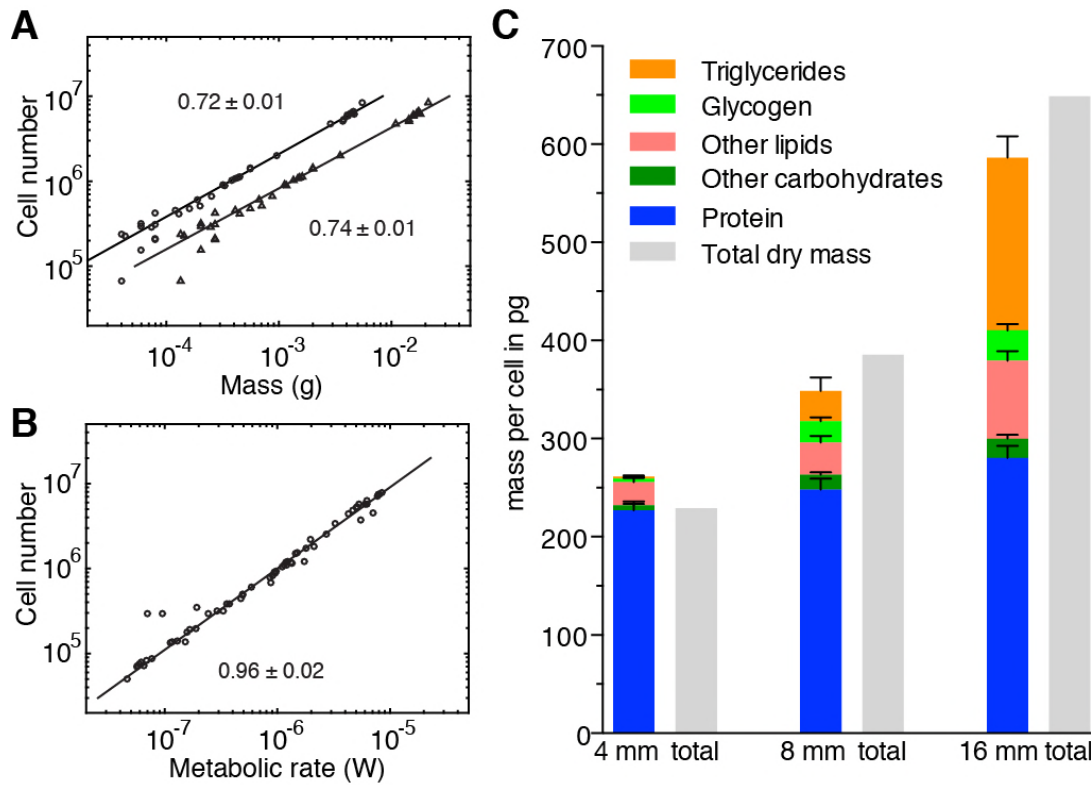 A
Cell number
10^7
10^6
10^5
0.72 ± 0.01
0.74 ± 0.01
10^-4 10^-3 10^-2
Mass (g)
B
Cell number
10^7
10^6
10^5
0.96 ± 0.02
10^-7 10^-6 10^-5
Metabolic rate (W)
C
mass per cell in pg
700
600
500
400
300
200
100
0
Triglycerides
Glycogen
Other lipids
Other carbohydrates
Protein
Total dry mass
4 mm total 8 mm total 16 mm total